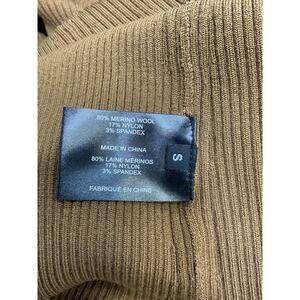 80% MERINO WOOL
17% NYLON
3% SPANDEX
MADE IN CHINA
80% LAINE MÉRINOS
17% NYLON
3% SPANDEX
FABRIQUÉ EN CHINE
S